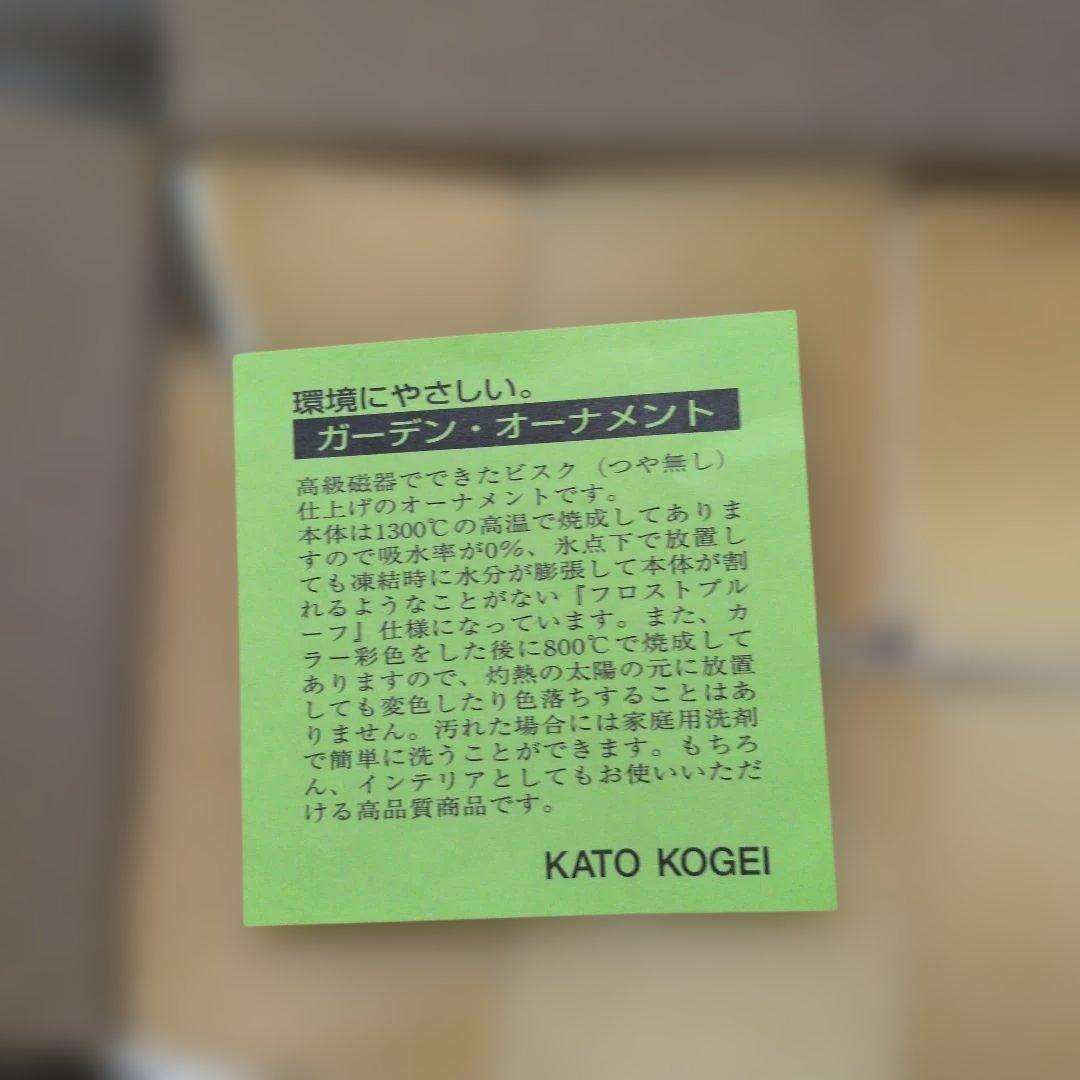 環境にやさしい。
ガーデン・オーナメント
高級磁器でできたビスク（つや無し）
仕上げのオーナメントです。
本体は1300℃の高温で焼成してありま
すので吸水率が0%、氷点下で放置し
ても凍結時に水分が膨張して本体が割
れるようなことがない『フロストプル
ーフ』仕様になっています。また、カ
ラー彩色をした後に800℃で焼成して
ありますので、灼熱の太陽の元に放置
しても変色したり色落ちすることはあ
りません。汚れた場合には家庭用洗剤
で簡単に洗うことができます。もちろ
ん、インテリアとしてもお使いいただ
ける高品質商品です。
KATO KOGEI